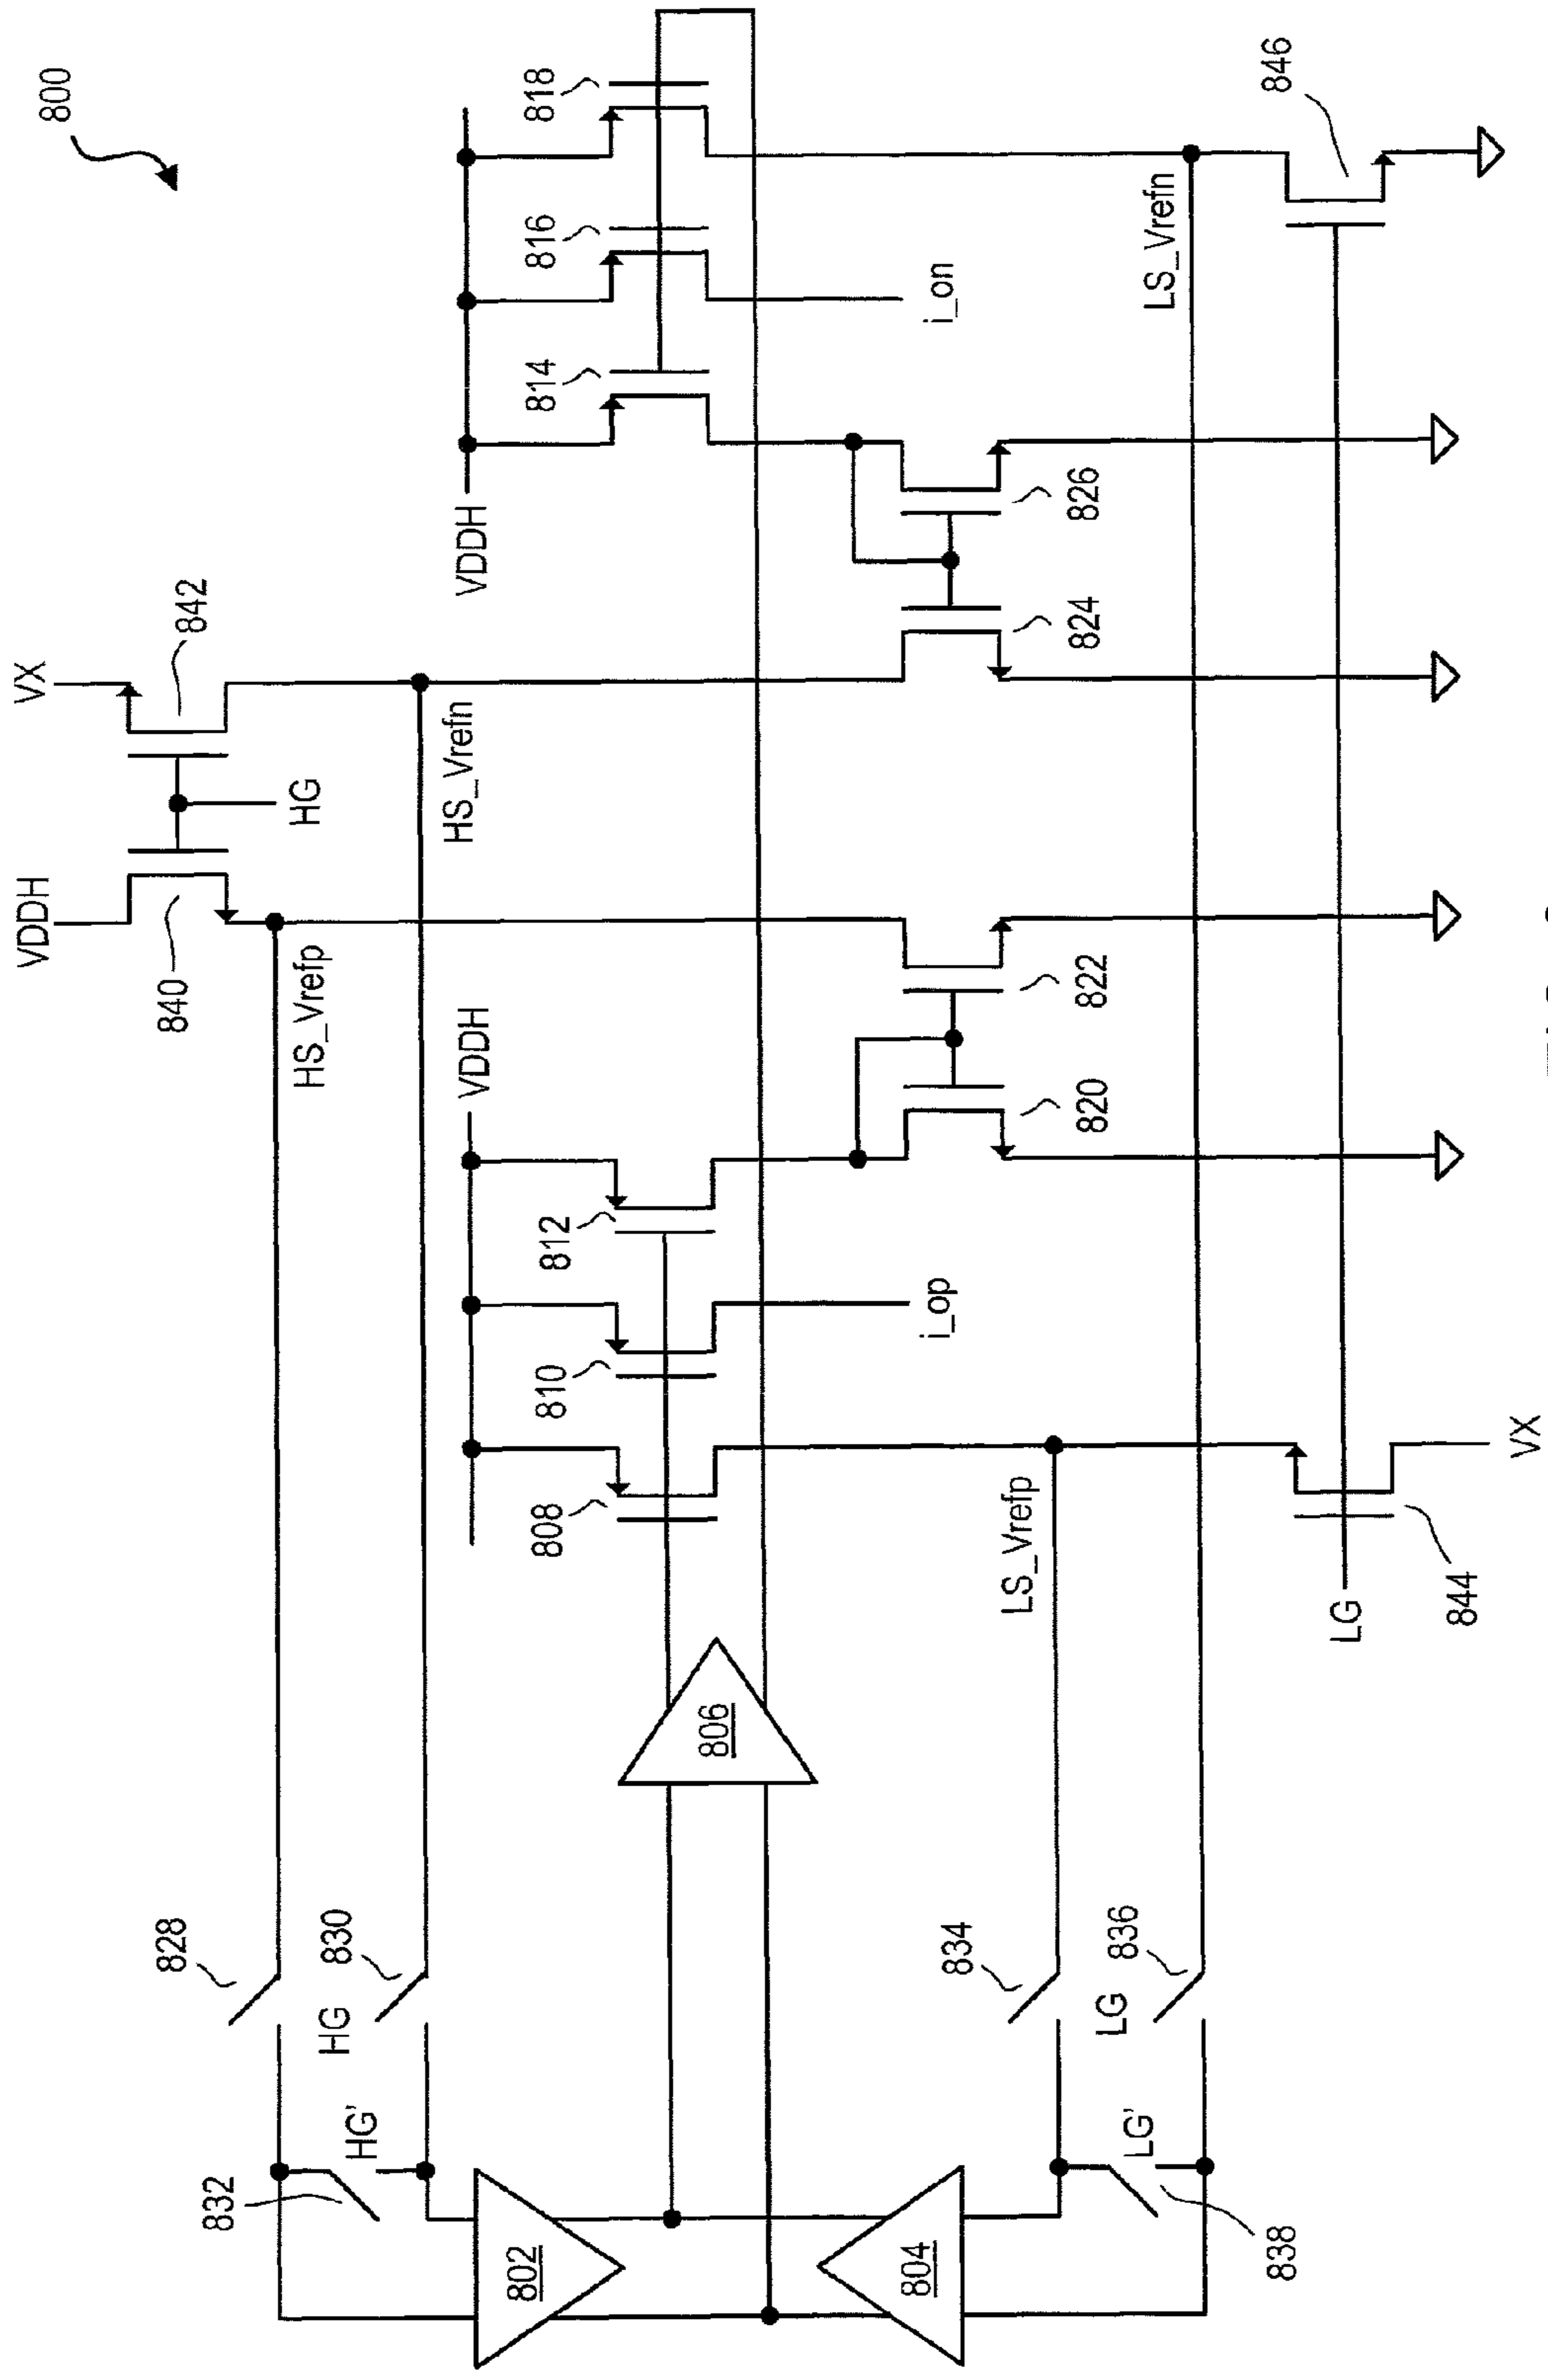 VDDH
VX
800
828
840
842
832
HG
HS_Vrefp
830
HG
HG'
HS_Vrefn
VDDH
VDDH
802
808
810
812
814
816
818
806
i_op
i_on
804
834
LS_Vrefp
820
822
824
826
LG
836
LG'
LS_Vrefn
838
LG
846
844
VX